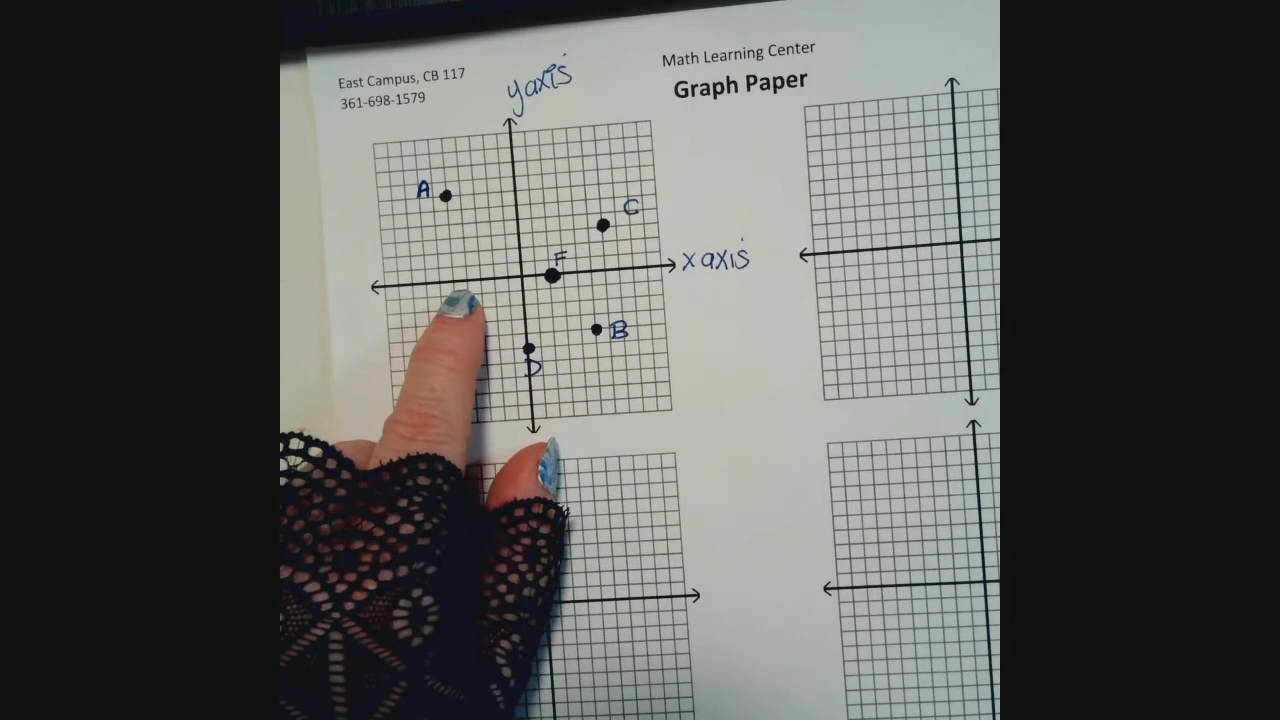 East Campus, CB 117
361-698-1579
Math Learning Center
Graph Paper
y axis
A
C
F
x axis
B
D